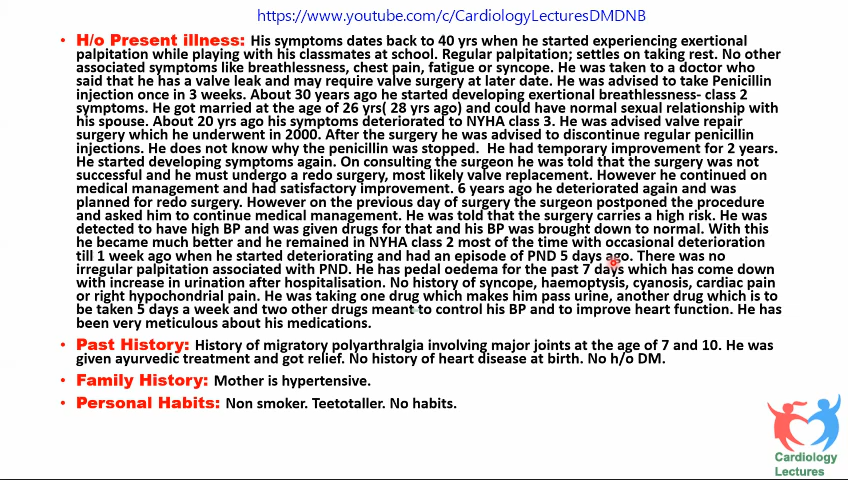 https://www.youtube.com/c/CardiologyLecturesDMDNB
• H/o Present illness: His symptoms dates back to 40 yrs when he started experiencing exertional
palpitation while playing with his classmates at school. Regular palpitation; settles on taking rest. No other
associated symptoms like breathlessness, chest pain, fatigue or syncope. He was taken to a doctor who
said that he has a valve leak and may require valve surgery at later date. He was advised to take Penicillin
injection once in 3 weeks. About 30 years ago he started developing exertional breathlessness- class 2
symptoms. He got married at the age of 26 yrs( 28 yrs ago) and could have normal sexual relationship with
his spouse. About 20 yrs ago his symptoms deteriorated to NYHA class 3. He was advised valve repair
surgery which he underwent in 2000. After the surgery he was advised to discontinue regular penicillin
injections. He does not know why the penicillin was stopped. He had temporary improvement for 2 years.
He started developing symptoms again. On consulting the surgeon he was told that the surgery was not
successful and he must undergo a redo surgery, most likely valve replacement. However he continued on
medical management and had satisfactory improvement. 6 years ago he deteriorated again and was
planned for redo surgery. However on the previous day of surgery the surgeon postponed the procedure
and asked him to continue medical management. He was told that the surgery carries a high risk. He was
detected to have high BP and was given drugs for that and his BP was brought down to normal. With this
he became much better and he remained in NYHA class 2 most of the time with occasional deterioration
till 1 week ago when he started deteriorating and had an episode of PND 5 days ago. There was no
irregular palpitation associated with PND. He has pedal oedema for the past 7 days which has come down
with increase in urination after hospitalisation. No history of syncope, haemoptysis, cyanosis, cardiac pain
or right hypochondrial pain. He was taking one drug which makes him pass urine, another drug which is to
be taken 5 days a week and two other drugs meant to control his BP and to improve heart function. He has
been very meticulous about his medications.
• Past History: History of migratory polyarthralgia involving major joints at the age of 7 and 10. He was
given ayurvedic treatment and got relief. No history of heart disease at birth. No h/o DM.
• Family History: Mother is hypertensive.
• Personal Habits: Non smoker. Teetotaller. No habits.
Cardiology
Lectures